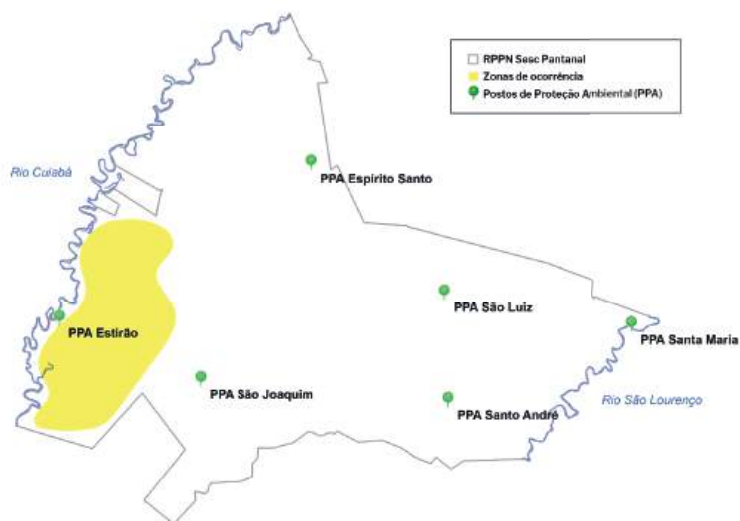 RPPN Sesc Pantanal
Zonas de ocorrência
Postos de Proteção Ambiental (PPA)
Rio Cuiabá
PPA Espírito Santo
PPA São Luiz
PPA Estirão
PPA Santa Maria
PPA São Joaquim
PPA Santo André
Rio São Lourenço